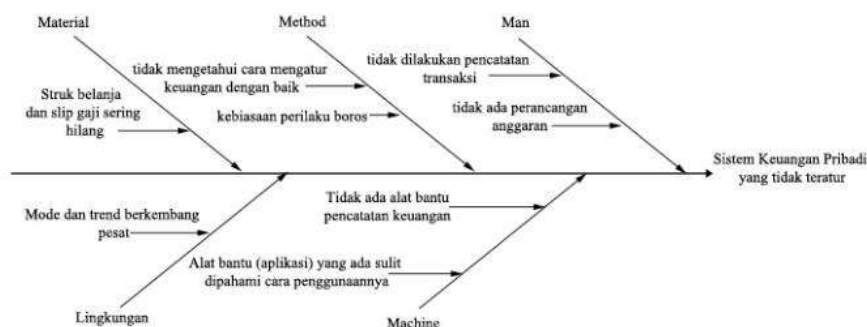 Material
Method
Man
tidak mengetahui cara mengatur
keuangan dengan baik
tidak dilakukan pencatatan
transaksi
Struk belanja
dan slip gaji sering
hilang
kebiasaan perilaku boros
tidak ada perancangan
anggaran
Sistem Keuangan Pribadi
yang tidak teratur
Mode dan trend berkembang
pesat
Tidak ada alat bantu
pencatatan keuangan
Alat bantu (aplikasi) yang ada sulit
dipahami cara penggunaannya
Lingkungan
Machine